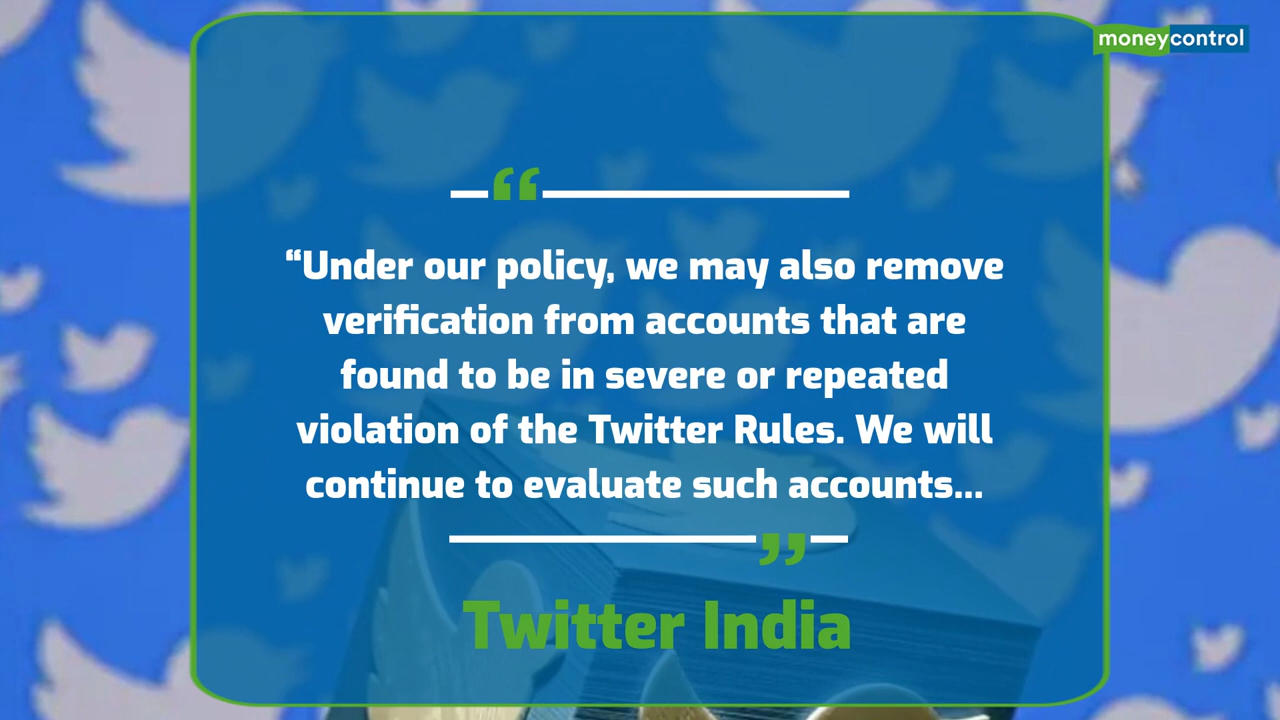 moneycontrol
“
“Under our policy, we may also remove
verification from accounts that are
found to be in severe or repeated
violation of the Twitter Rules. We will
continue to evaluate such accounts...
”
Twitter India